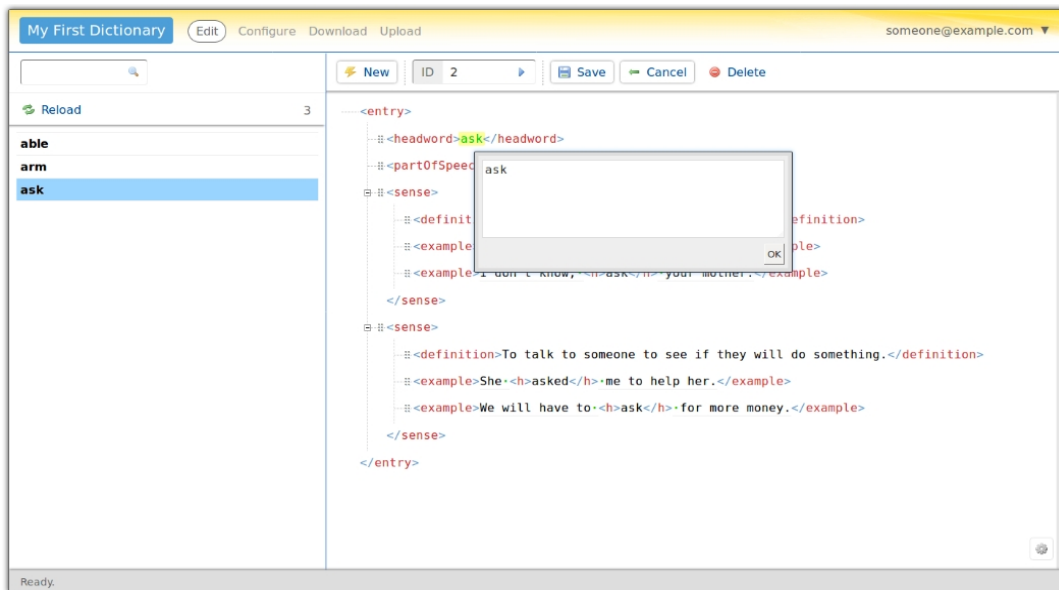 My First Dictionary Edit Configure Download Upload someone@example.com ▼
New ID 2 Save Cancel Delete
Reload 3
able
arm
ask
<entry>
<headword>ask</headword>
<partOfSpeec
ask
OK
<sense>
<definit efinition>
<example ple>
<example>I don't know,·<h>ask</h>·your mother.</example>
</sense>
<sense>
<definition>To talk to someone to see if they will do something.</definition>
<example>She·<h>asked</h>·me to help her.</example>
<example>We will have to·<h>ask</h>·for more money.</example>
</sense>
</entry>
Ready.